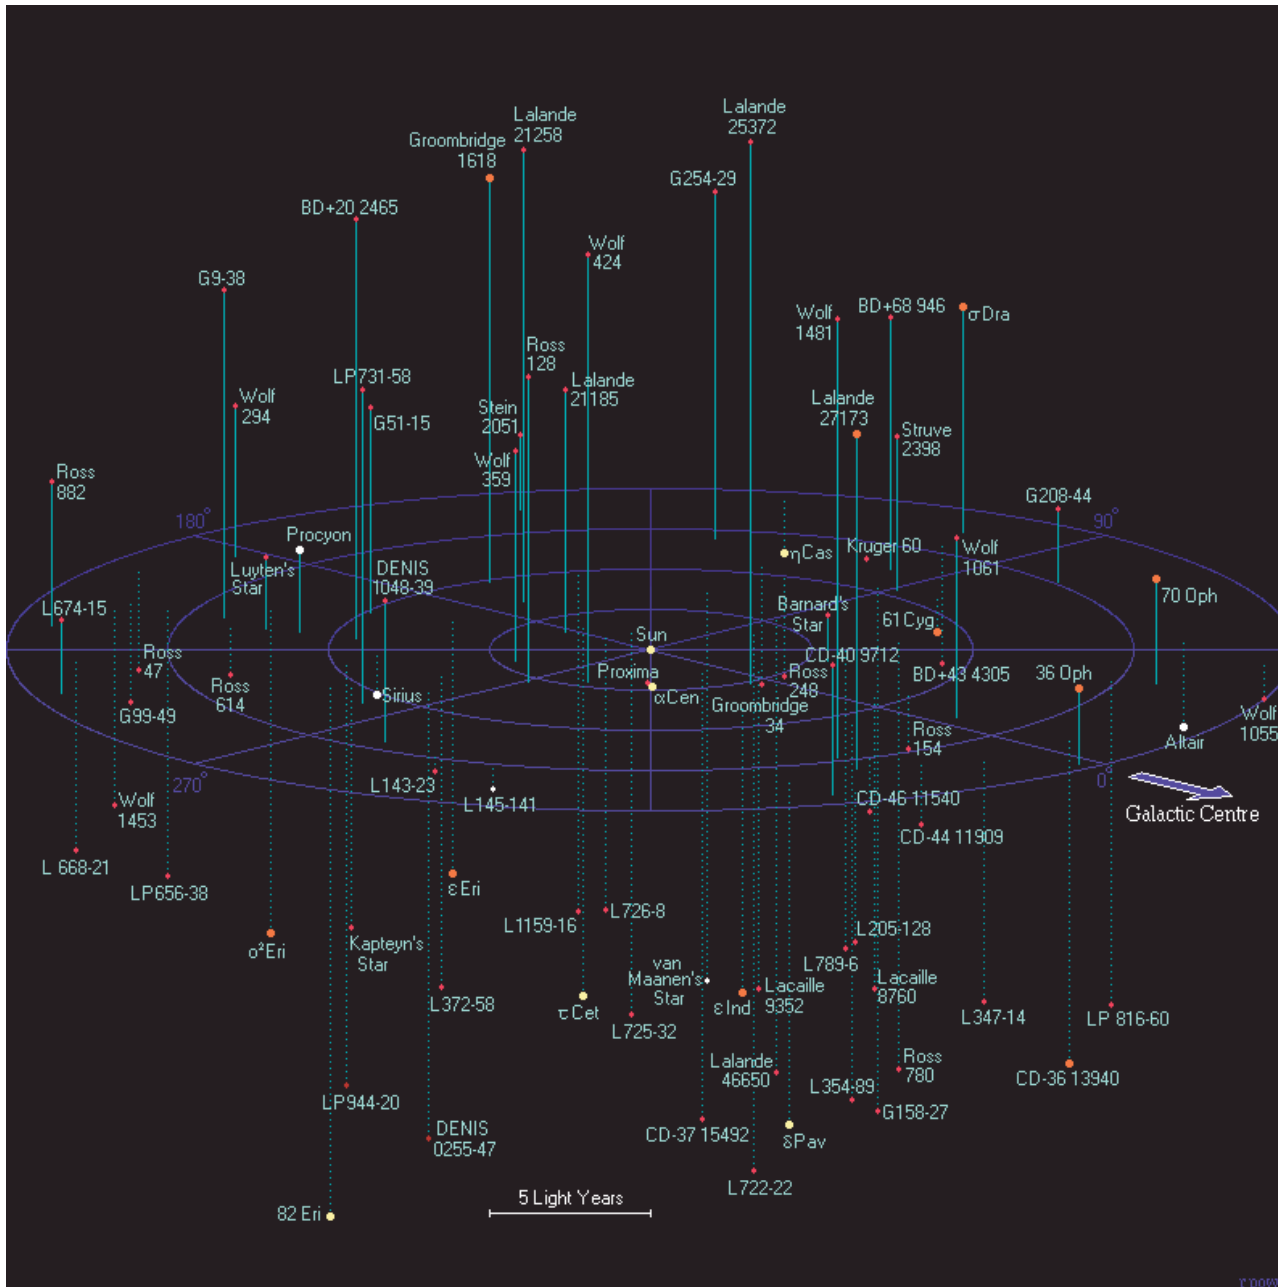 Lalande
25372
Lalande
21258
Groombridge
1618
G254-29
BD+20 2465
Wolf
424
G9-38
Wolf
1481
BD+68 946
σDra
Ross
128
LP731-58
Lalande
21185
Wolf
294
G51-15
Stein
2051
Lalande
27173
Struve
2398
Wolf
359
Ross
882
G208-44
180°
90°
Procyon
ηCas
Kruger 60
Wolf
1061
Luyten's
Star
DENIS
1048-39
70 Oph
L674-15
Barnard's
Star
61 Cyg
Sun
Ross
47
CD-40 9712
Proxima
Ross
248
BD+43 4305
36 Oph
Ross
614
Sirius
αCen
G99-49
Groombridge
34
Wolf
1055
Altair
Ross
154
270°
0°
L143-23
L145-141
Wolf
1453
CD-46 11540
Galactic Centre
CD-44 11909
L 668-21
LP656-38
εEri
L1159-16
L726-8
L205-128
o²Eri
Kapteyn's
Star
L789-6
van
Maanen's
Star
L372-58
τCet
εInd
Lacaille
9352
Lacaille
8760
L347-14
LP 816-60
L725-32
Lalande
46650
Ross
780
CD-36 13940
LP944-20
L354-89
G158-27
DENIS
0255-47
CD-37 15492
δPav
L722-22
5 Light Years
82 Eri